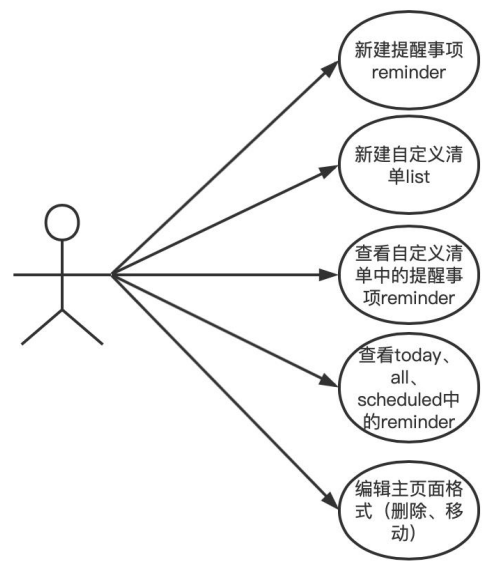 新建提醒事项
reminder
新建自定义清
单list
查看自定义清
单中的提醒事
项reminder
查看today、
all、
scheduled中
的reminder
编辑主页面格
式（删除、移
动）